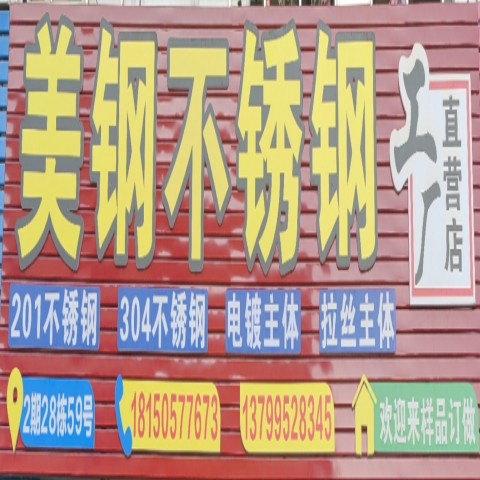 美钢不锈钢
工厂
直营店
201不锈钢 304不锈钢 电镀主体 拉丝主体
2期28栋59号 18150577673 13799528345 欢迎来样品订做